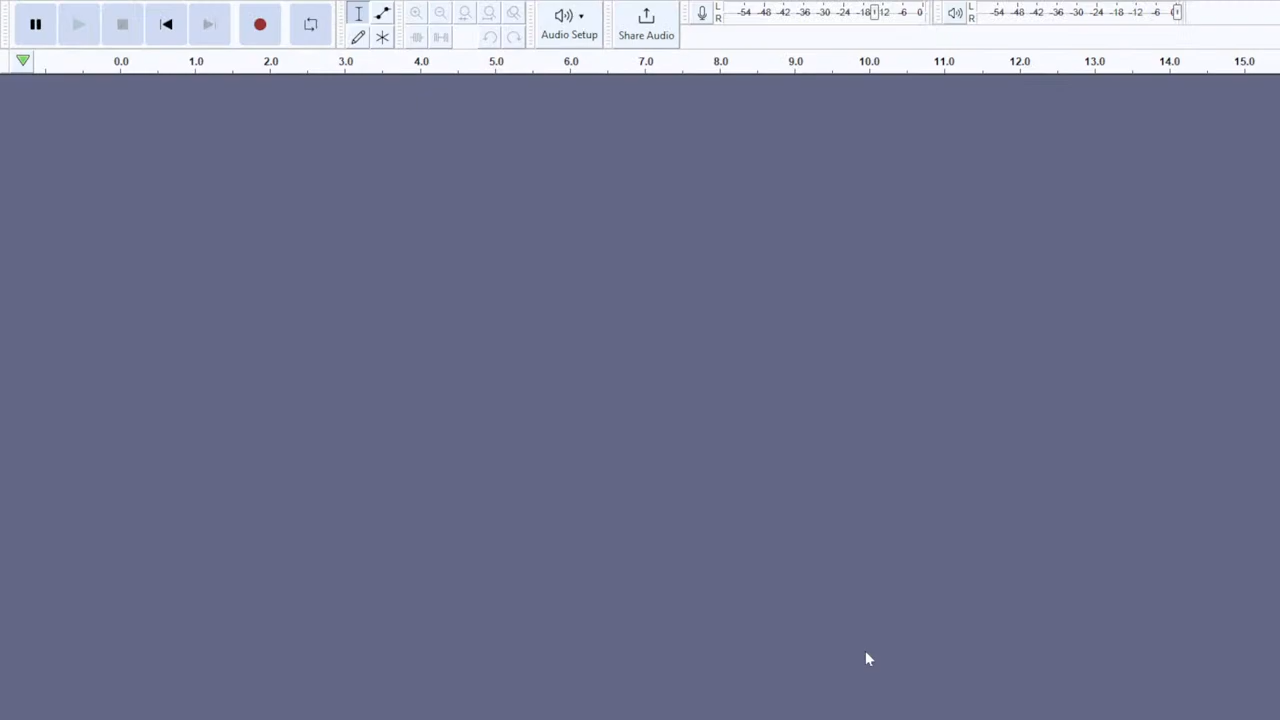 L
R
-54 -48 -42 -36 -30 -24 -18 -12 -6 0
L
R
-54 -48 -42 -36 -30 -24 -18 -12 -6
Audio Setup
Share Audio
0.0 1.0 2.0 3.0 4.0 5.0 6.0 7.0 8.0 9.0 10.0 11.0 12.0 13.0 14.0 15.0